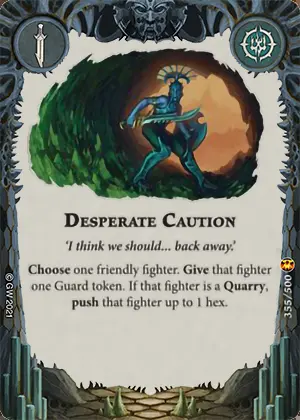 DESPERATE CAUTION
'I think we should... back away.'
Choose one friendly fighter. Give that fighter
one Guard token. If that fighter is a Quarry,
push that fighter up to 1 hex.
© GW 2021
355/500